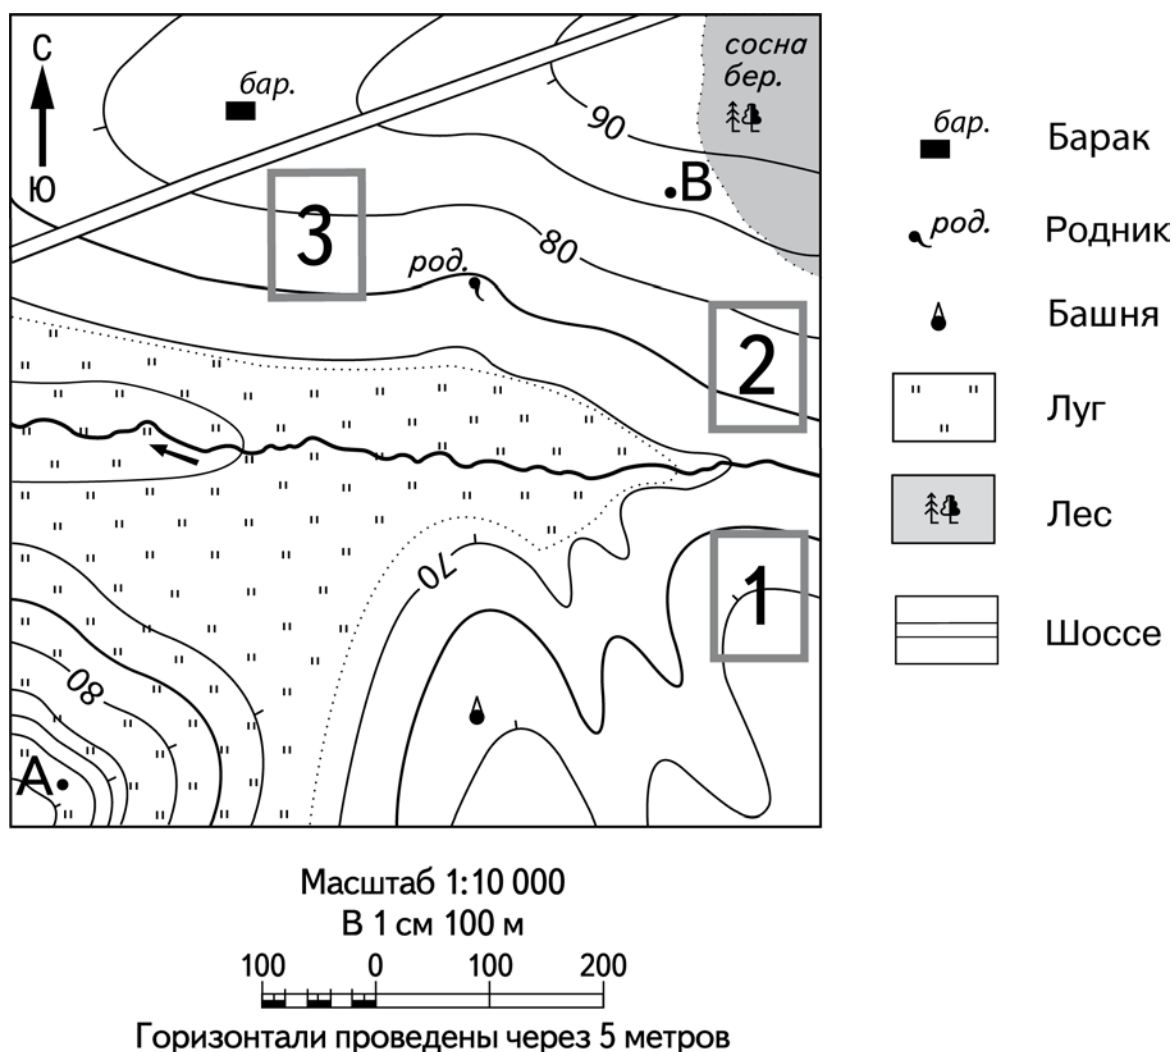 С
Ю
бар.
сосна
бер.
90
В
3
80
род.
2
70
1
80
А
бар.
Барак
род.
Родник
Башня
Луг
Лес
Шоссе
Масштаб 1:10 000
В 1 см 100 м
100 0 100 200
Горизонтали проведены через 5 метров